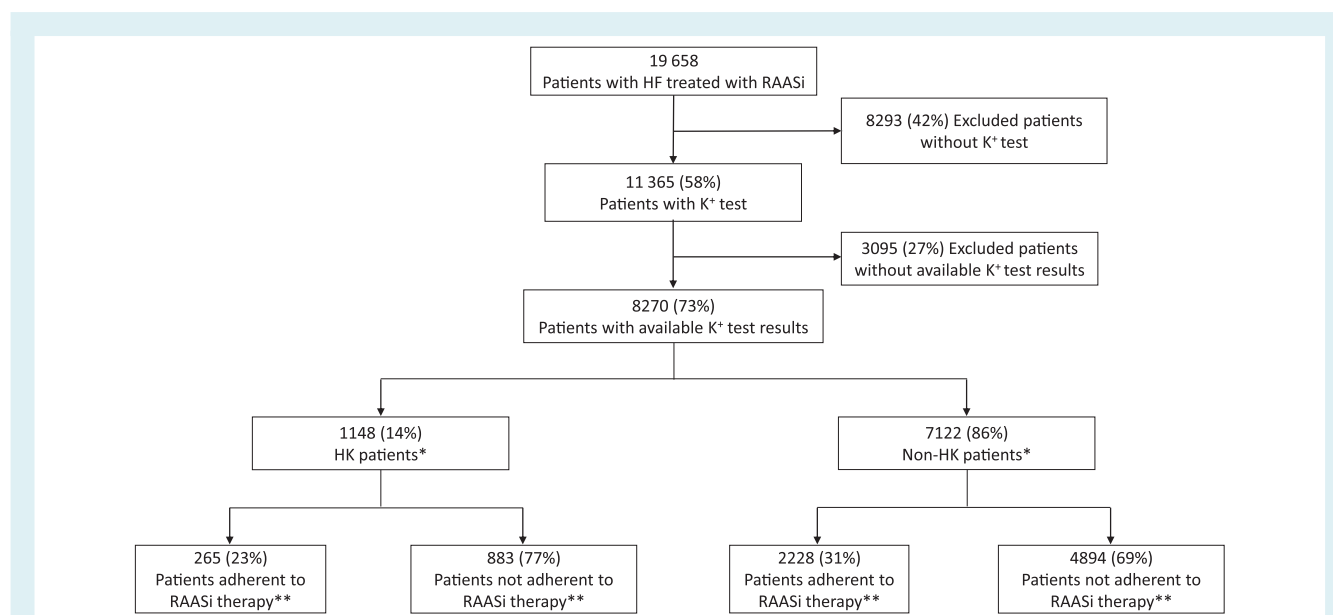 19 658
Patients with HF treated with RAASi
8293 (42%) Excluded patients
without K⁺ test
11 365 (58%)
Patients with K⁺ test
3095 (27%) Excluded patients
without available K⁺ test results
8270 (73%)
Patients with available K⁺ test results
1148 (14%)
HK patients*
7122 (86%)
Non-HK patients*
265 (23%)
Patients adherent to
RAASi therapy**
883 (77%)
Patients not adherent to
RAASi therapy**
2228 (31%)
Patients adherent to
RAASi therapy**
4894 (69%)
Patients not adherent to
RAASi therapy**